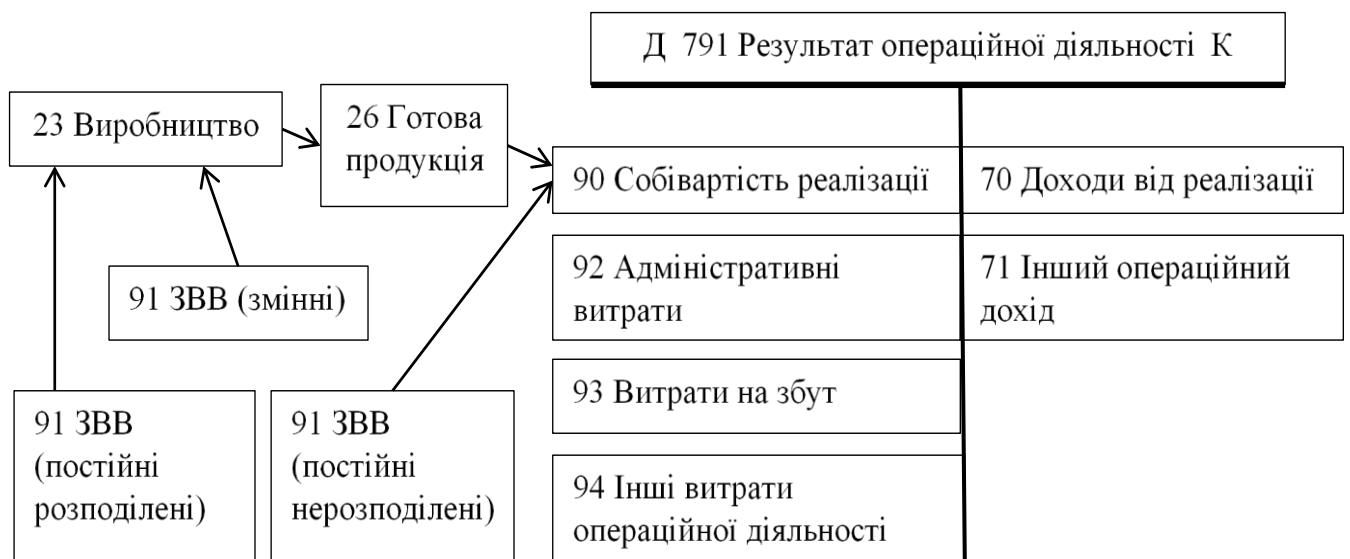 Д 791 Результат операційної діяльності К
23 Виробництво
26 Готова
продукція
90 Собівартість реалізації
70 Доходи від реалізації
92 Адміністративні
витрати
71 Інший операційний
дохід
91 ЗВВ (змінні)
93 Витрати на збут
91 ЗВВ
(постійні
розподілені)
91 ЗВВ
(постійні
нерозподілені)
94 Інші витрати
операційної діяльності